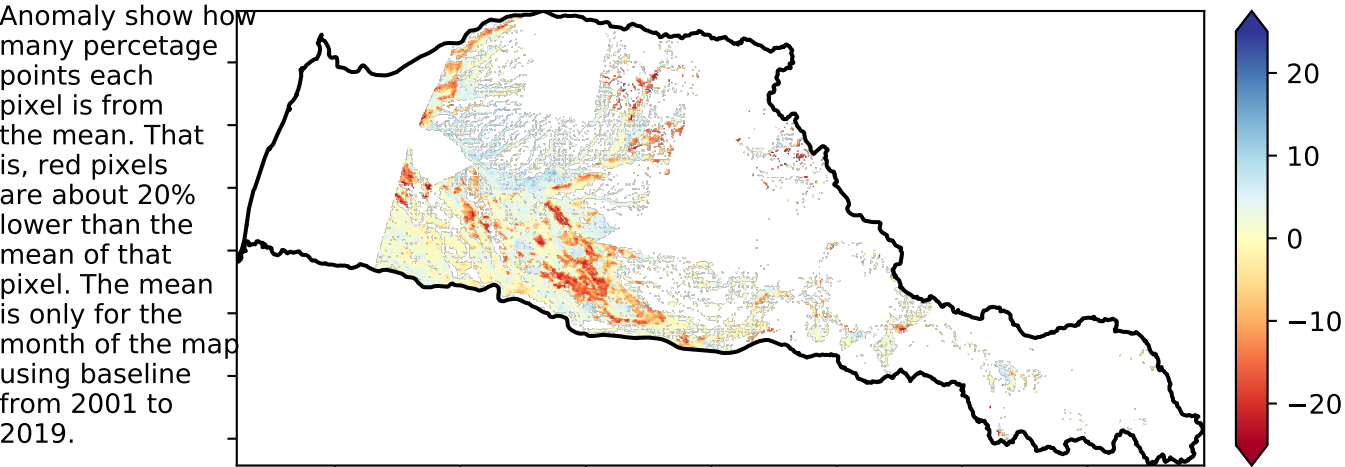 Anomaly show how
many percetage
points each
pixel is from
the mean. That
is, red pixels
are about 20%
lower than the
mean of that
pixel. The mean
is only for the
month of the map
using baseline
from 2001 to
2019.
20
10
0
−10
−20